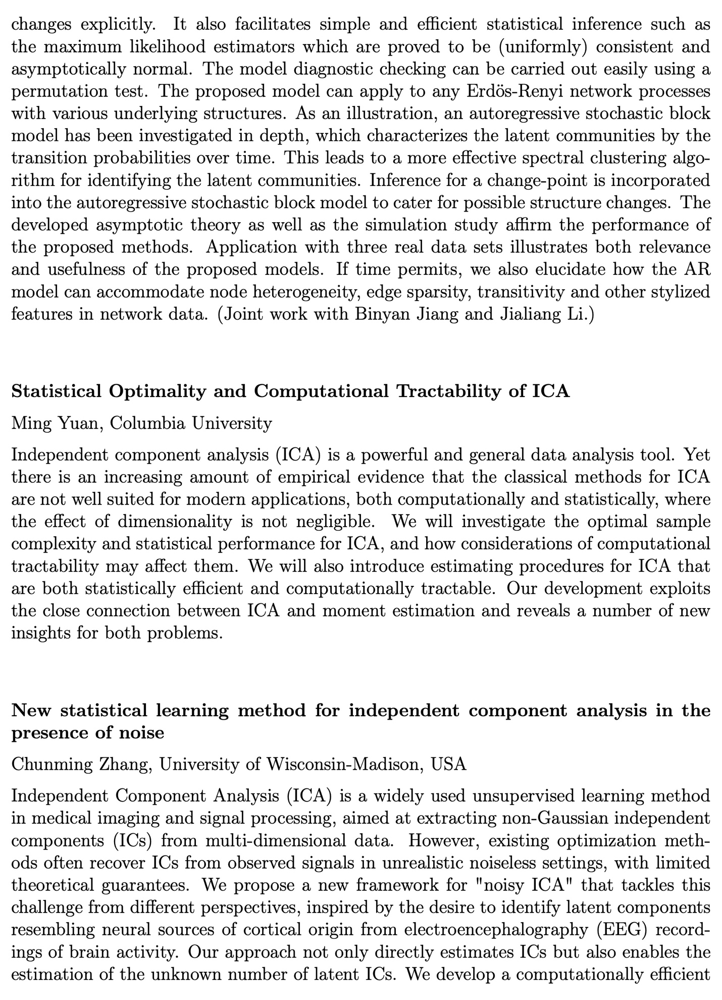 changes explicitly. It also facilitates simple and efficient statistical inference such as
the maximum likelihood estimators which are proved to be (uniformly) consistent and
asymptotically normal. The model diagnostic checking can be carried out easily using a
permutation test. The proposed model can apply to any Erdös-Renyi network processes
with various underlying structures. As an illustration, an autoregressive stochastic block
model has been investigated in depth, which characterizes the latent communities by the
transition probabilities over time. This leads to a more effective spectral clustering algo-
rithm for identifying the latent communities. Inference for a change-point is incorporated
into the autoregressive stochastic block model to cater for possible structure changes. The
developed asymptotic theory as well as the simulation study affirm the performance of
the proposed methods. Application with three real data sets illustrates both relevance
and usefulness of the proposed models. If time permits, we also elucidate how the AR
model can accommodate node heterogeneity, edge sparsity, transitivity and other stylized
features in network data. (Joint work with Binyan Jiang and Jialiang Li.)
Statistical Optimality and Computational Tractability of ICA
Ming Yuan, Columbia University
Independent component analysis (ICA) is a powerful and general data analysis tool. Yet
there is an increasing amount of empirical evidence that the classical methods for ICA
are not well suited for modern applications, both computationally and statistically, where
the effect of dimensionality is not negligible. We will investigate the optimal sample
complexity and statistical performance for ICA, and how considerations of computational
tractability may affect them. We will also introduce estimating procedures for ICA that
are both statistically efficient and computationally tractable. Our development exploits
the close connection between ICA and moment estimation and reveals a number of new
insights for both problems.
New statistical learning method for independent component analysis in the
presence of noise
Chunming Zhang, University of Wisconsin-Madison, USA
Independent Component Analysis (ICA) is a widely used unsupervised learning method
in medical imaging and signal processing, aimed at extracting non-Gaussian independent
components (ICs) from multi-dimensional data. However, existing optimization meth-
ods often recover ICs from observed signals in unrealistic noiseless settings, with limited
theoretical guarantees. We propose a new framework for "noisy ICA" that tackles this
challenge from different perspectives, inspired by the desire to identify latent components
resembling neural sources of cortical origin from electroencephalography (EEG) record-
ings of brain activity. Our approach not only directly estimates ICs but also enables the
estimation of the unknown number of latent ICs. We develop a computationally efficient